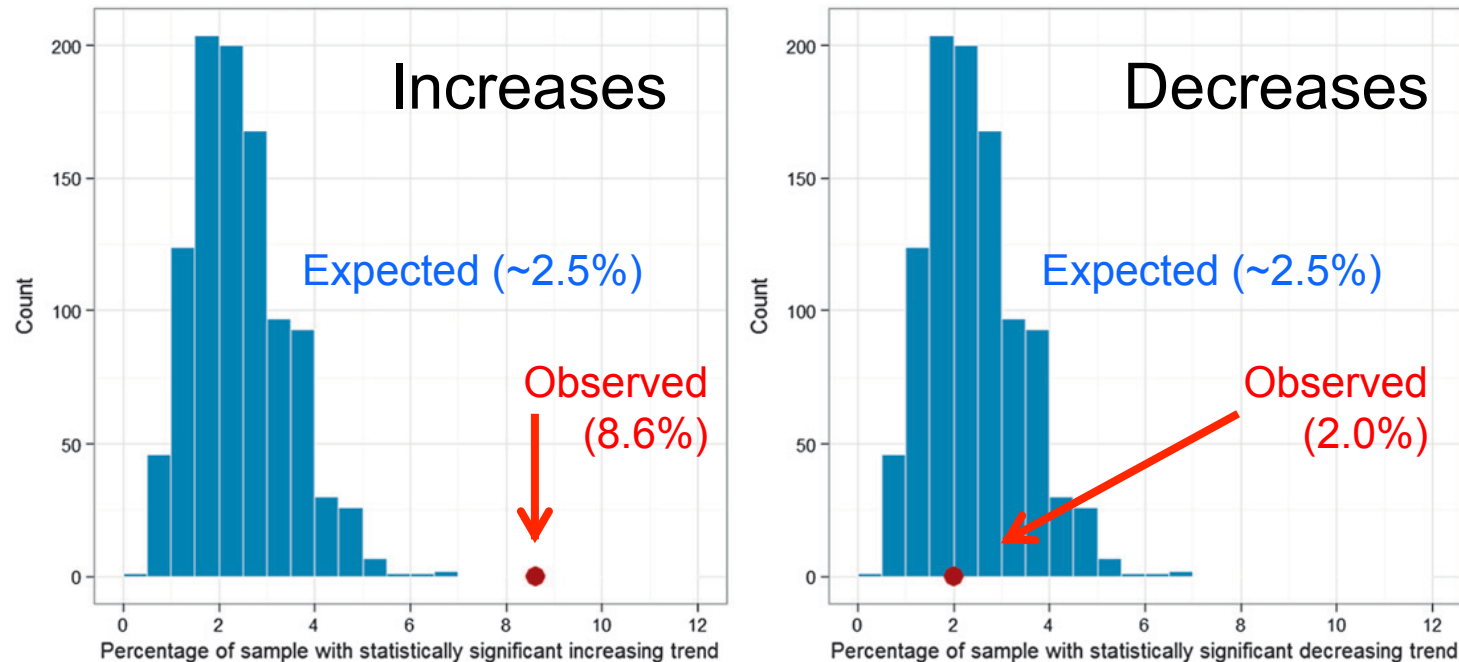 Increases
Expected (~2.5%)
Observed
(8.6%)
Count
200
150
100
50
0
0 2 4 6 8 10 12
Percentage of sample with statistically significant increasing trend
Decreases
Expected (~2.5%)
Observed
(2.0%)
Count
200
150
100
50
0
0 2 4 6 8 10 12
Percentage of sample with statistically significant decreasing trend